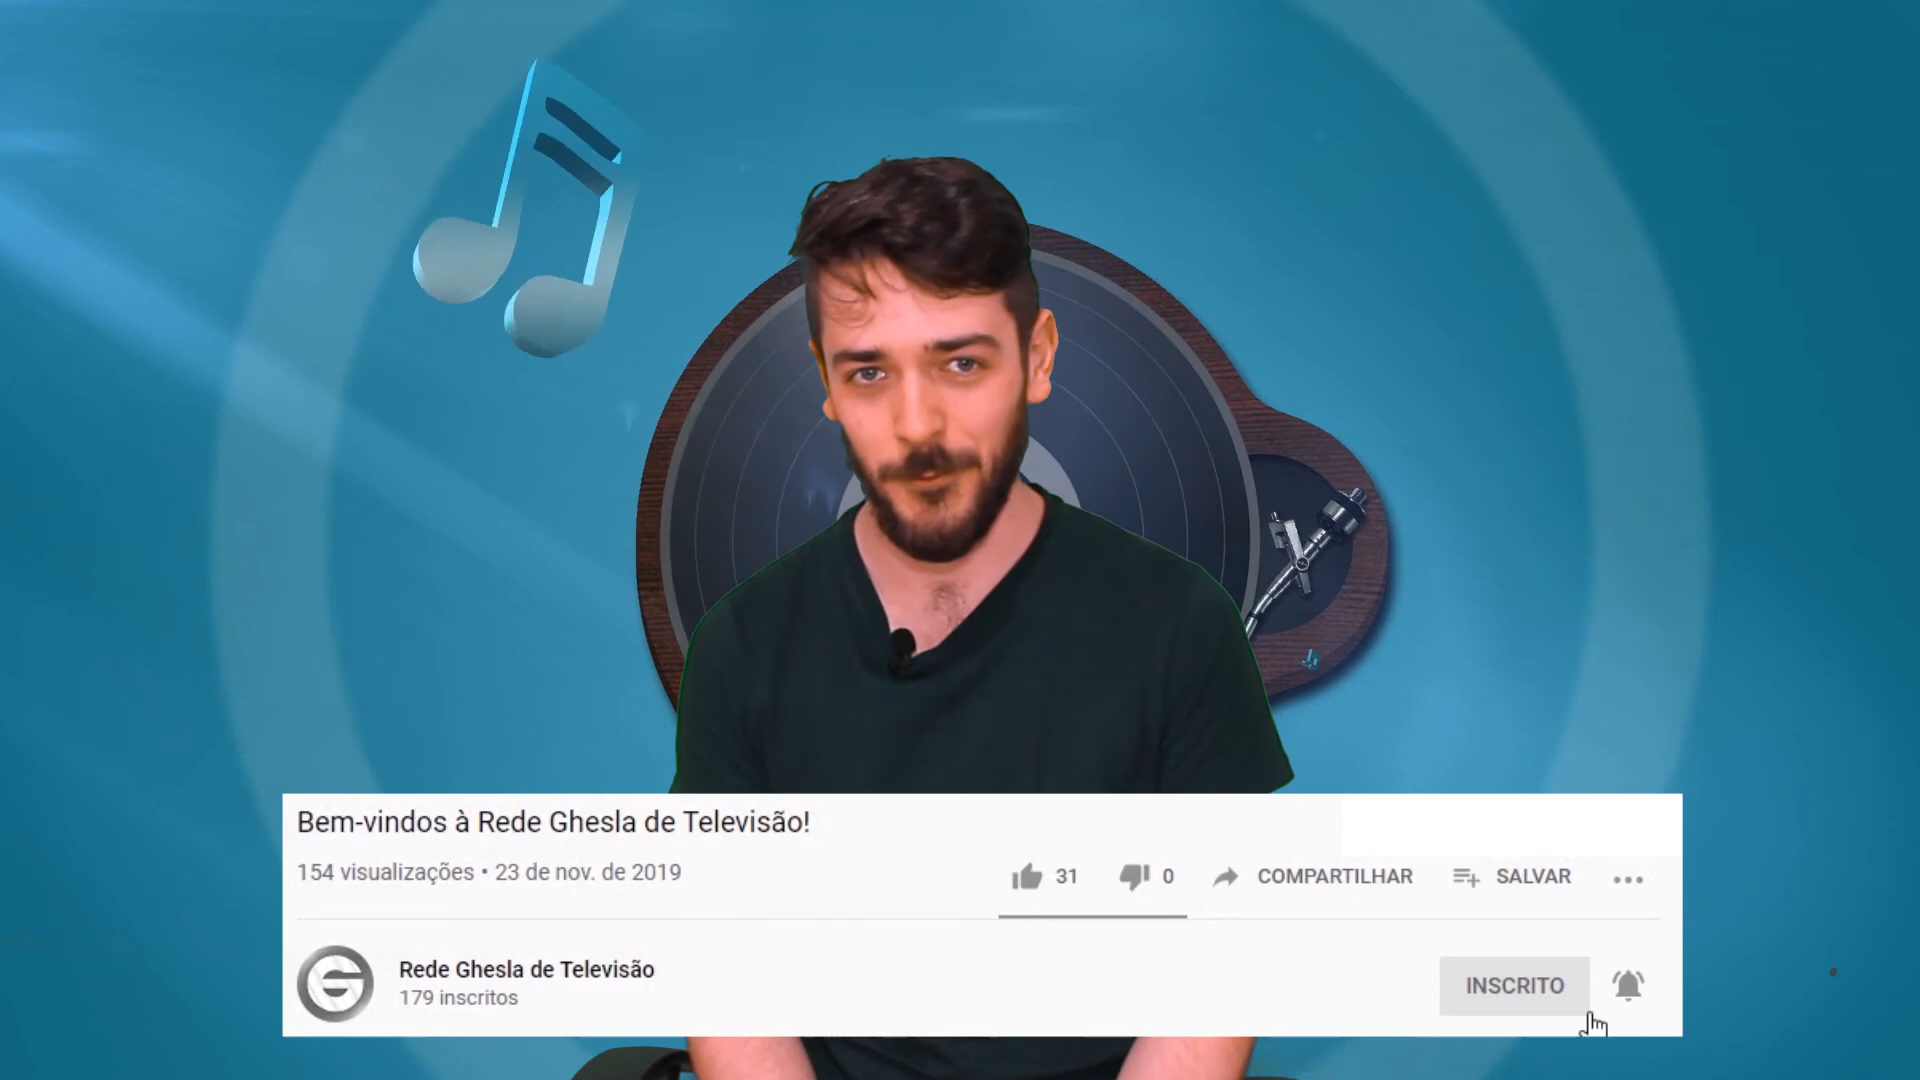 Bem-vindos à Rede Ghesla de Televisão!
154 visualizações • 23 de nov. de 2019
31 0 COMPARTILHAR SALVAR
Rede Ghesla de Televisão
179 inscritos
INSCRITO